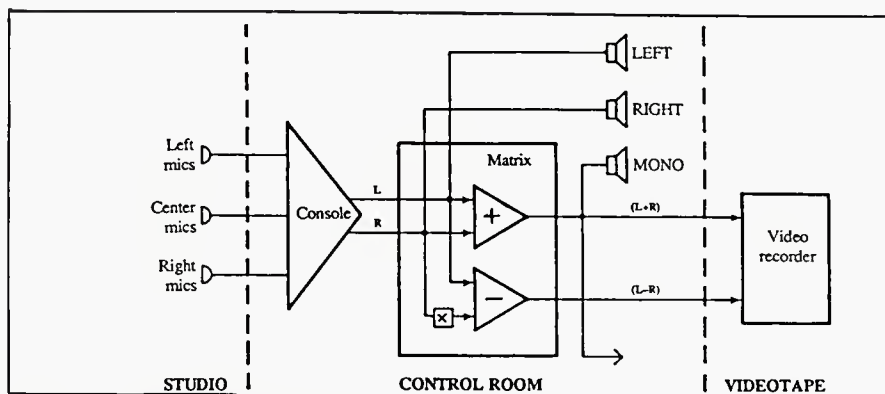 LEFT
RIGHT
Matrix
MONO
Left
mics
Center
mics
Right
mics
Console
L
R
+
−
×
(L+R)
(L−R)
Video
recorder
STUDIO
CONTROL ROOM
VIDEOTAPE